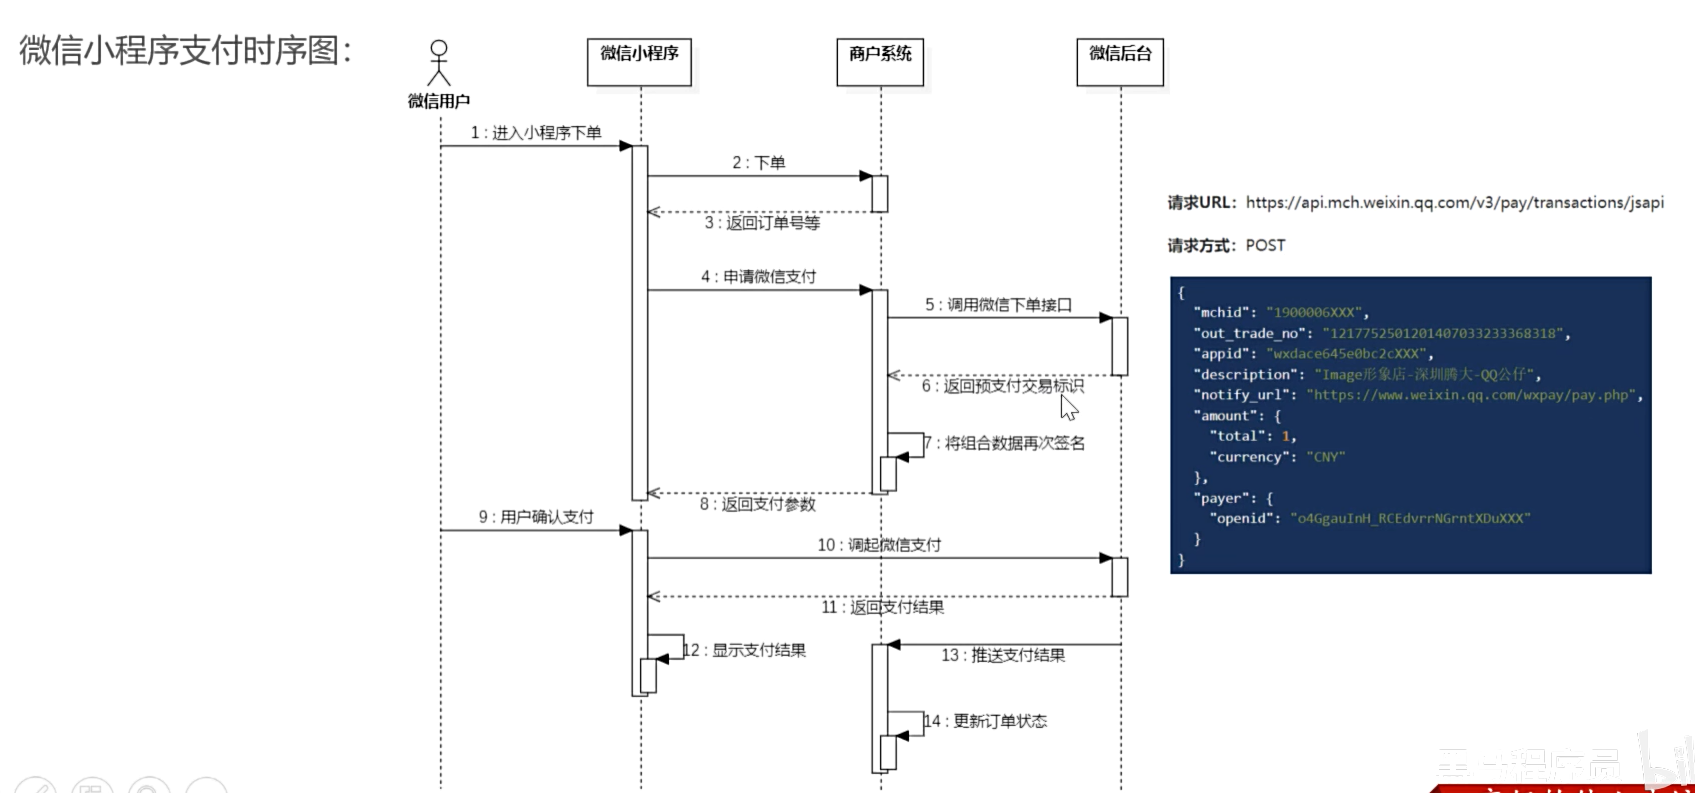 微信小程序支付时序图：
微信用户
微信小程序
商户系统
微信后台
1 : 进入小程序下单
2 : 下单
3 : 返回订单号等
4 : 申请微信支付
5 : 调用微信下单接口
6 : 返回预支付交易标识
7 : 将组合数据再次签名
8 : 返回支付参数
9 : 用户确认支付
10 : 调起微信支付
11 : 返回支付结果
12 : 显示支付结果
13 : 推送支付结果
14 : 更新订单状态
请求URL：https://api.mch.weixin.qq.com/v3/pay/transactions/jsapi
请求方式：POST
{
"mchid": "1900006XXX",
"out_trade_no": "1217752501201407033233368318",
"appid": "wxdace645e0bc2cXXX",
"description": "Image形象店-深圳腾大-QQ公仔",
"notify_url": "https://www.weixin.qq.com/wxpay/pay.php",
"amount": {
"total": 1,
"currency": "CNY"
},
"payer": {
"openid": "o4GgauInH_RCEdvrrNGrntXDuXXX"
}
}